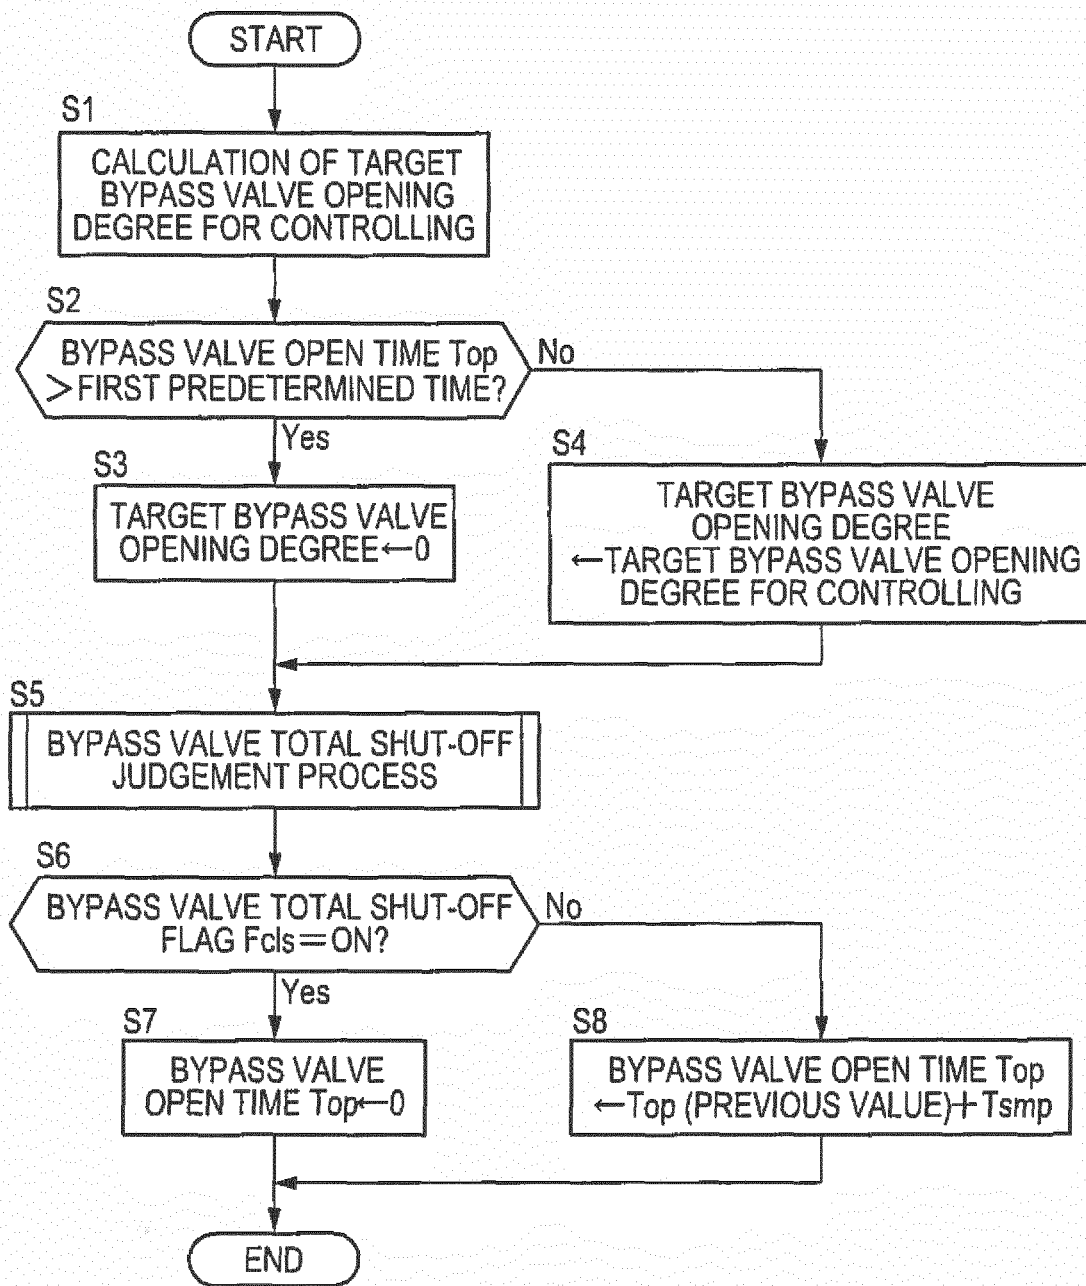 START
S1
CALCULATION OF TARGET
BYPASS VALVE OPENING
DEGREE FOR CONTROLLING
S2
BYPASS VALVE OPEN TIME Top
>FIRST PREDETERMINED TIME?
No
Yes
S3
TARGET BYPASS VALVE
OPENING DEGREE←0
S4
TARGET BYPASS VALVE
OPENING DEGREE
←TARGET BYPASS VALVE OPENING
DEGREE FOR CONTROLLING
S5
BYPASS VALVE TOTAL SHUT-OFF
JUDGEMENT PROCESS
S6
BYPASS VALVE TOTAL SHUT-OFF
FLAG Fcls=ON?
No
Yes
S7
BYPASS VALVE
OPEN TIME Top←0
S8
BYPASS VALVE OPEN TIME Top
←Top (PREVIOUS VALUE)+Tsmp
END